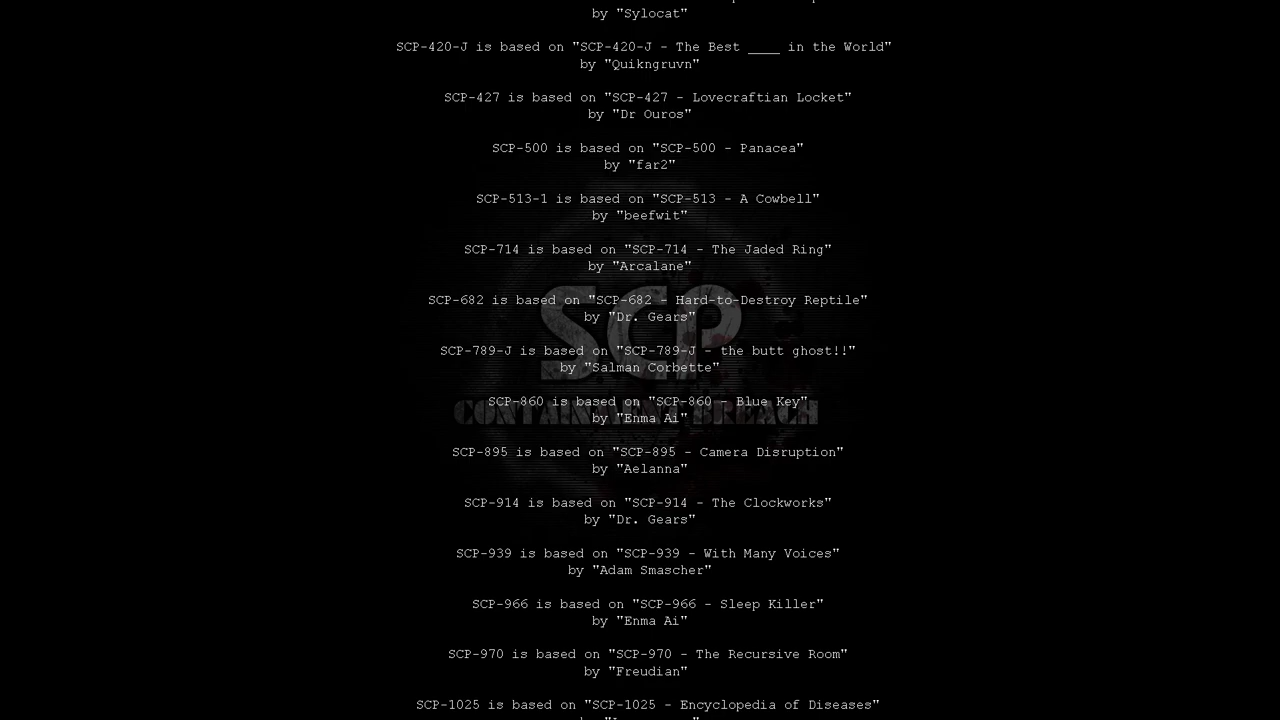 by "Sylocat"
SCP-420-J is based on "SCP-420-J - The Best ____ in the World"
by "Quikngruvn"
SCP-427 is based on "SCP-427 - Lovecraftian Locket"
by "Dr Ouros"
SCP-500 is based on "SCP-500 - Panacea"
by "far2"
SCP-513-1 is based on "SCP-513 - A Cowbell"
by "beefwit"
SCP-714 is based on "SCP-714 - The Jaded Ring"
by "Arcalane"
SCP-682 is based on "SCP-682 - Hard-to-Destroy Reptile"
by "Dr. Gears"
SCP
SCP-789-J is based on "SCP-789-J - the butt ghost!!"
by "Salman Corbette"
SCP-860 is based on "SCP-860 - Blue Key"
CONTAINMENT BREACH
by "Enma Ai"
SCP-895 is based on "SCP-895 - Camera Disruption"
by "Aelanna"
SCP-914 is based on "SCP-914 - The Clockworks"
by "Dr. Gears"
SCP-939 is based on "SCP-939 - With Many Voices"
by "Adam Smascher"
SCP-966 is based on "SCP-966 - Sleep Killer"
by "Enma Ai"
SCP-970 is based on "SCP-970 - The Recursive Room"
by "Freudian"
SCP-1025 is based on "SCP-1025 - Encyclopedia of Diseases"